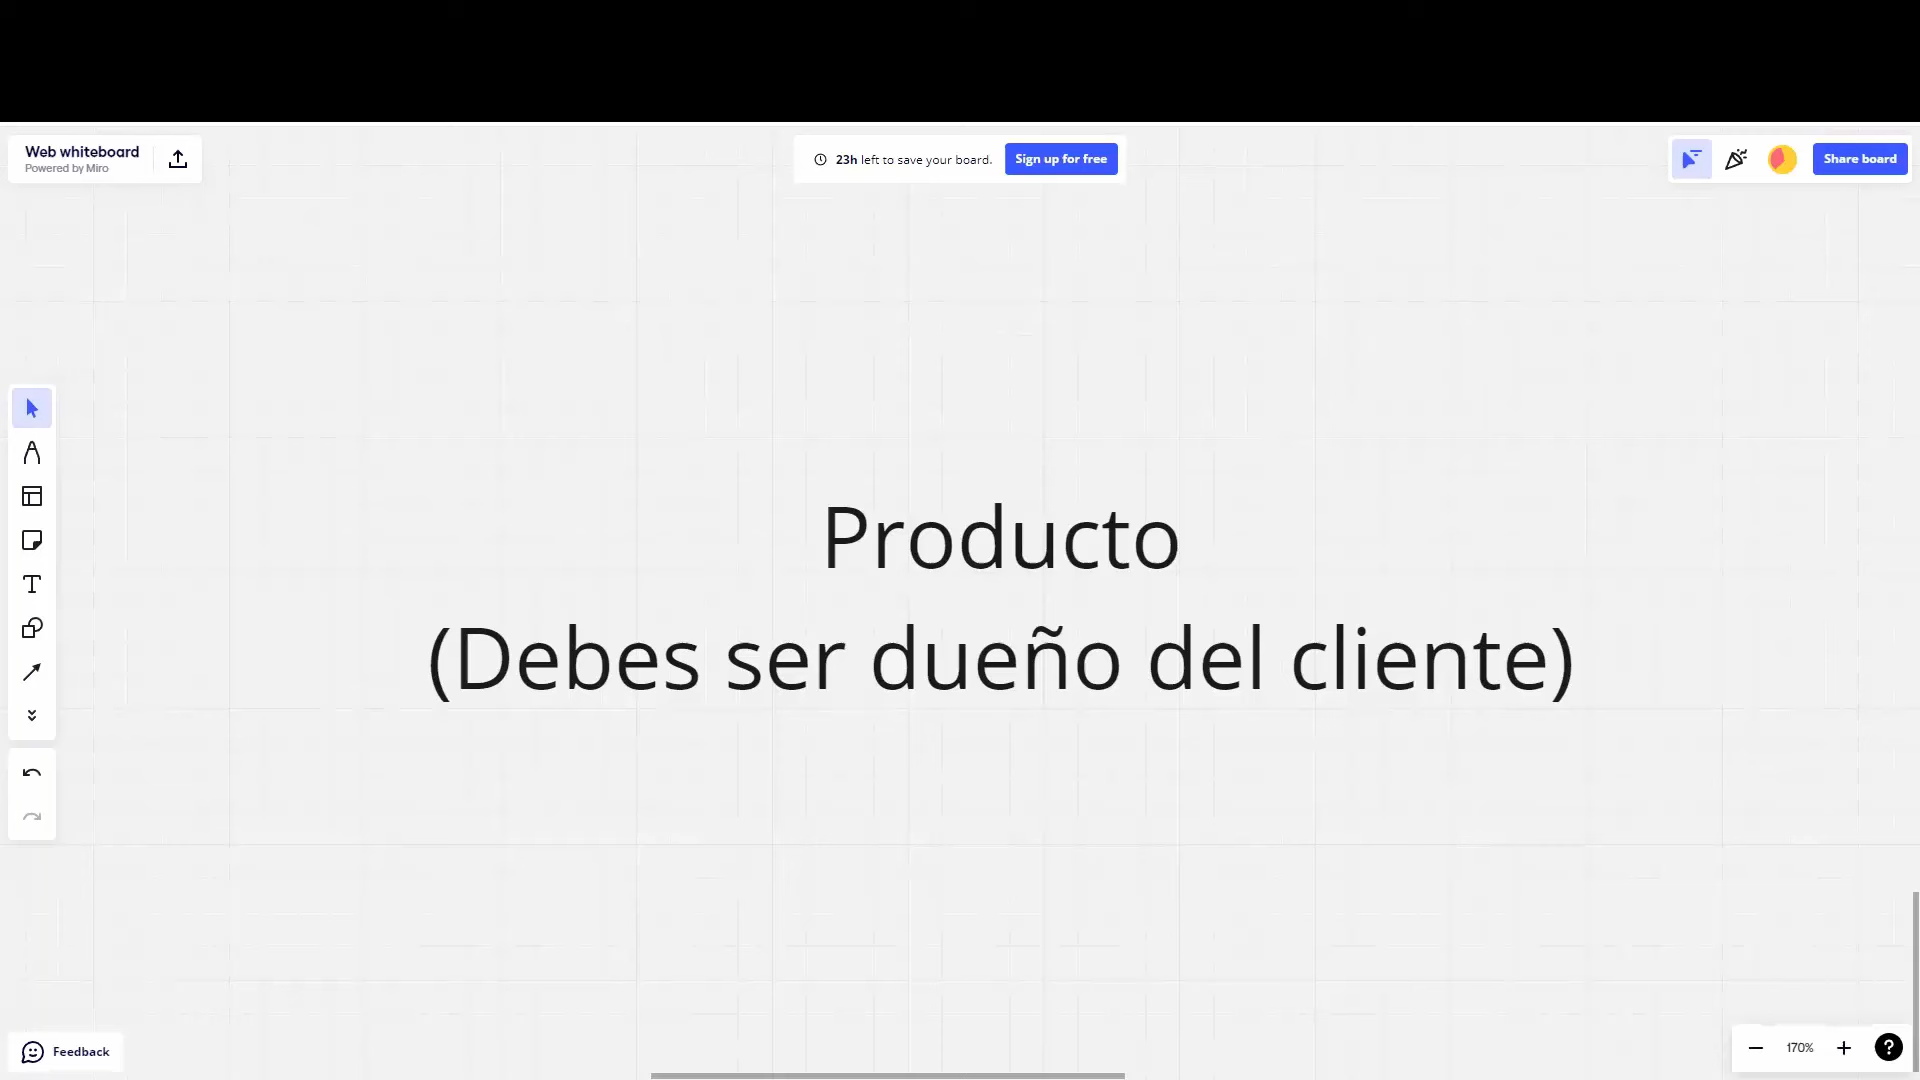 Web whiteboard
Powered by Miro
23h left to save your board.
Sign up for free
Share board
Producto
(Debes ser dueño del cliente)
Feedback
170%